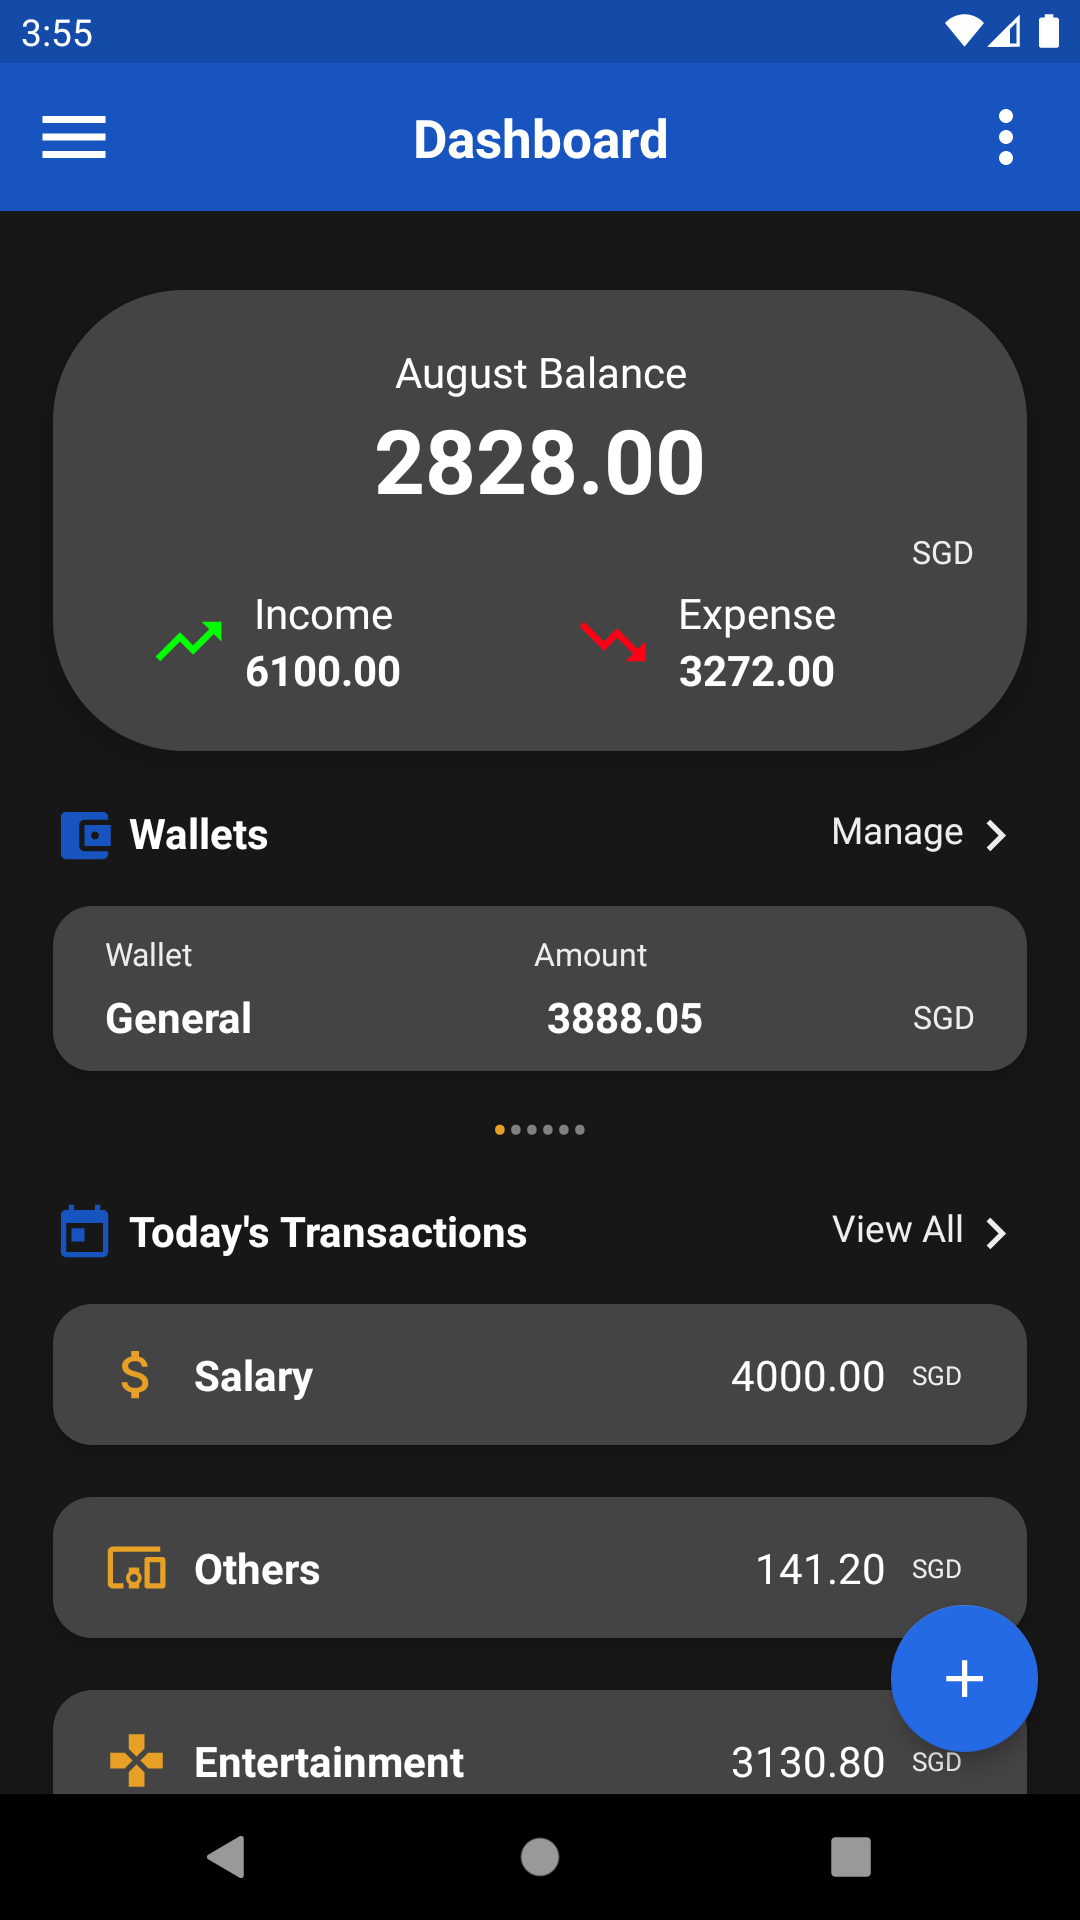 3:55
Dashboard
August Balance
2828.00
SGD
Income
6100.00
Expense
3272.00
Wallets
Manage
Wallet
Amount
General
3888.05
SGD
Today's Transactions
View All
Salary
4000.00 SGD
Others
141.20 SGD
Entertainment
3130.80 SGD